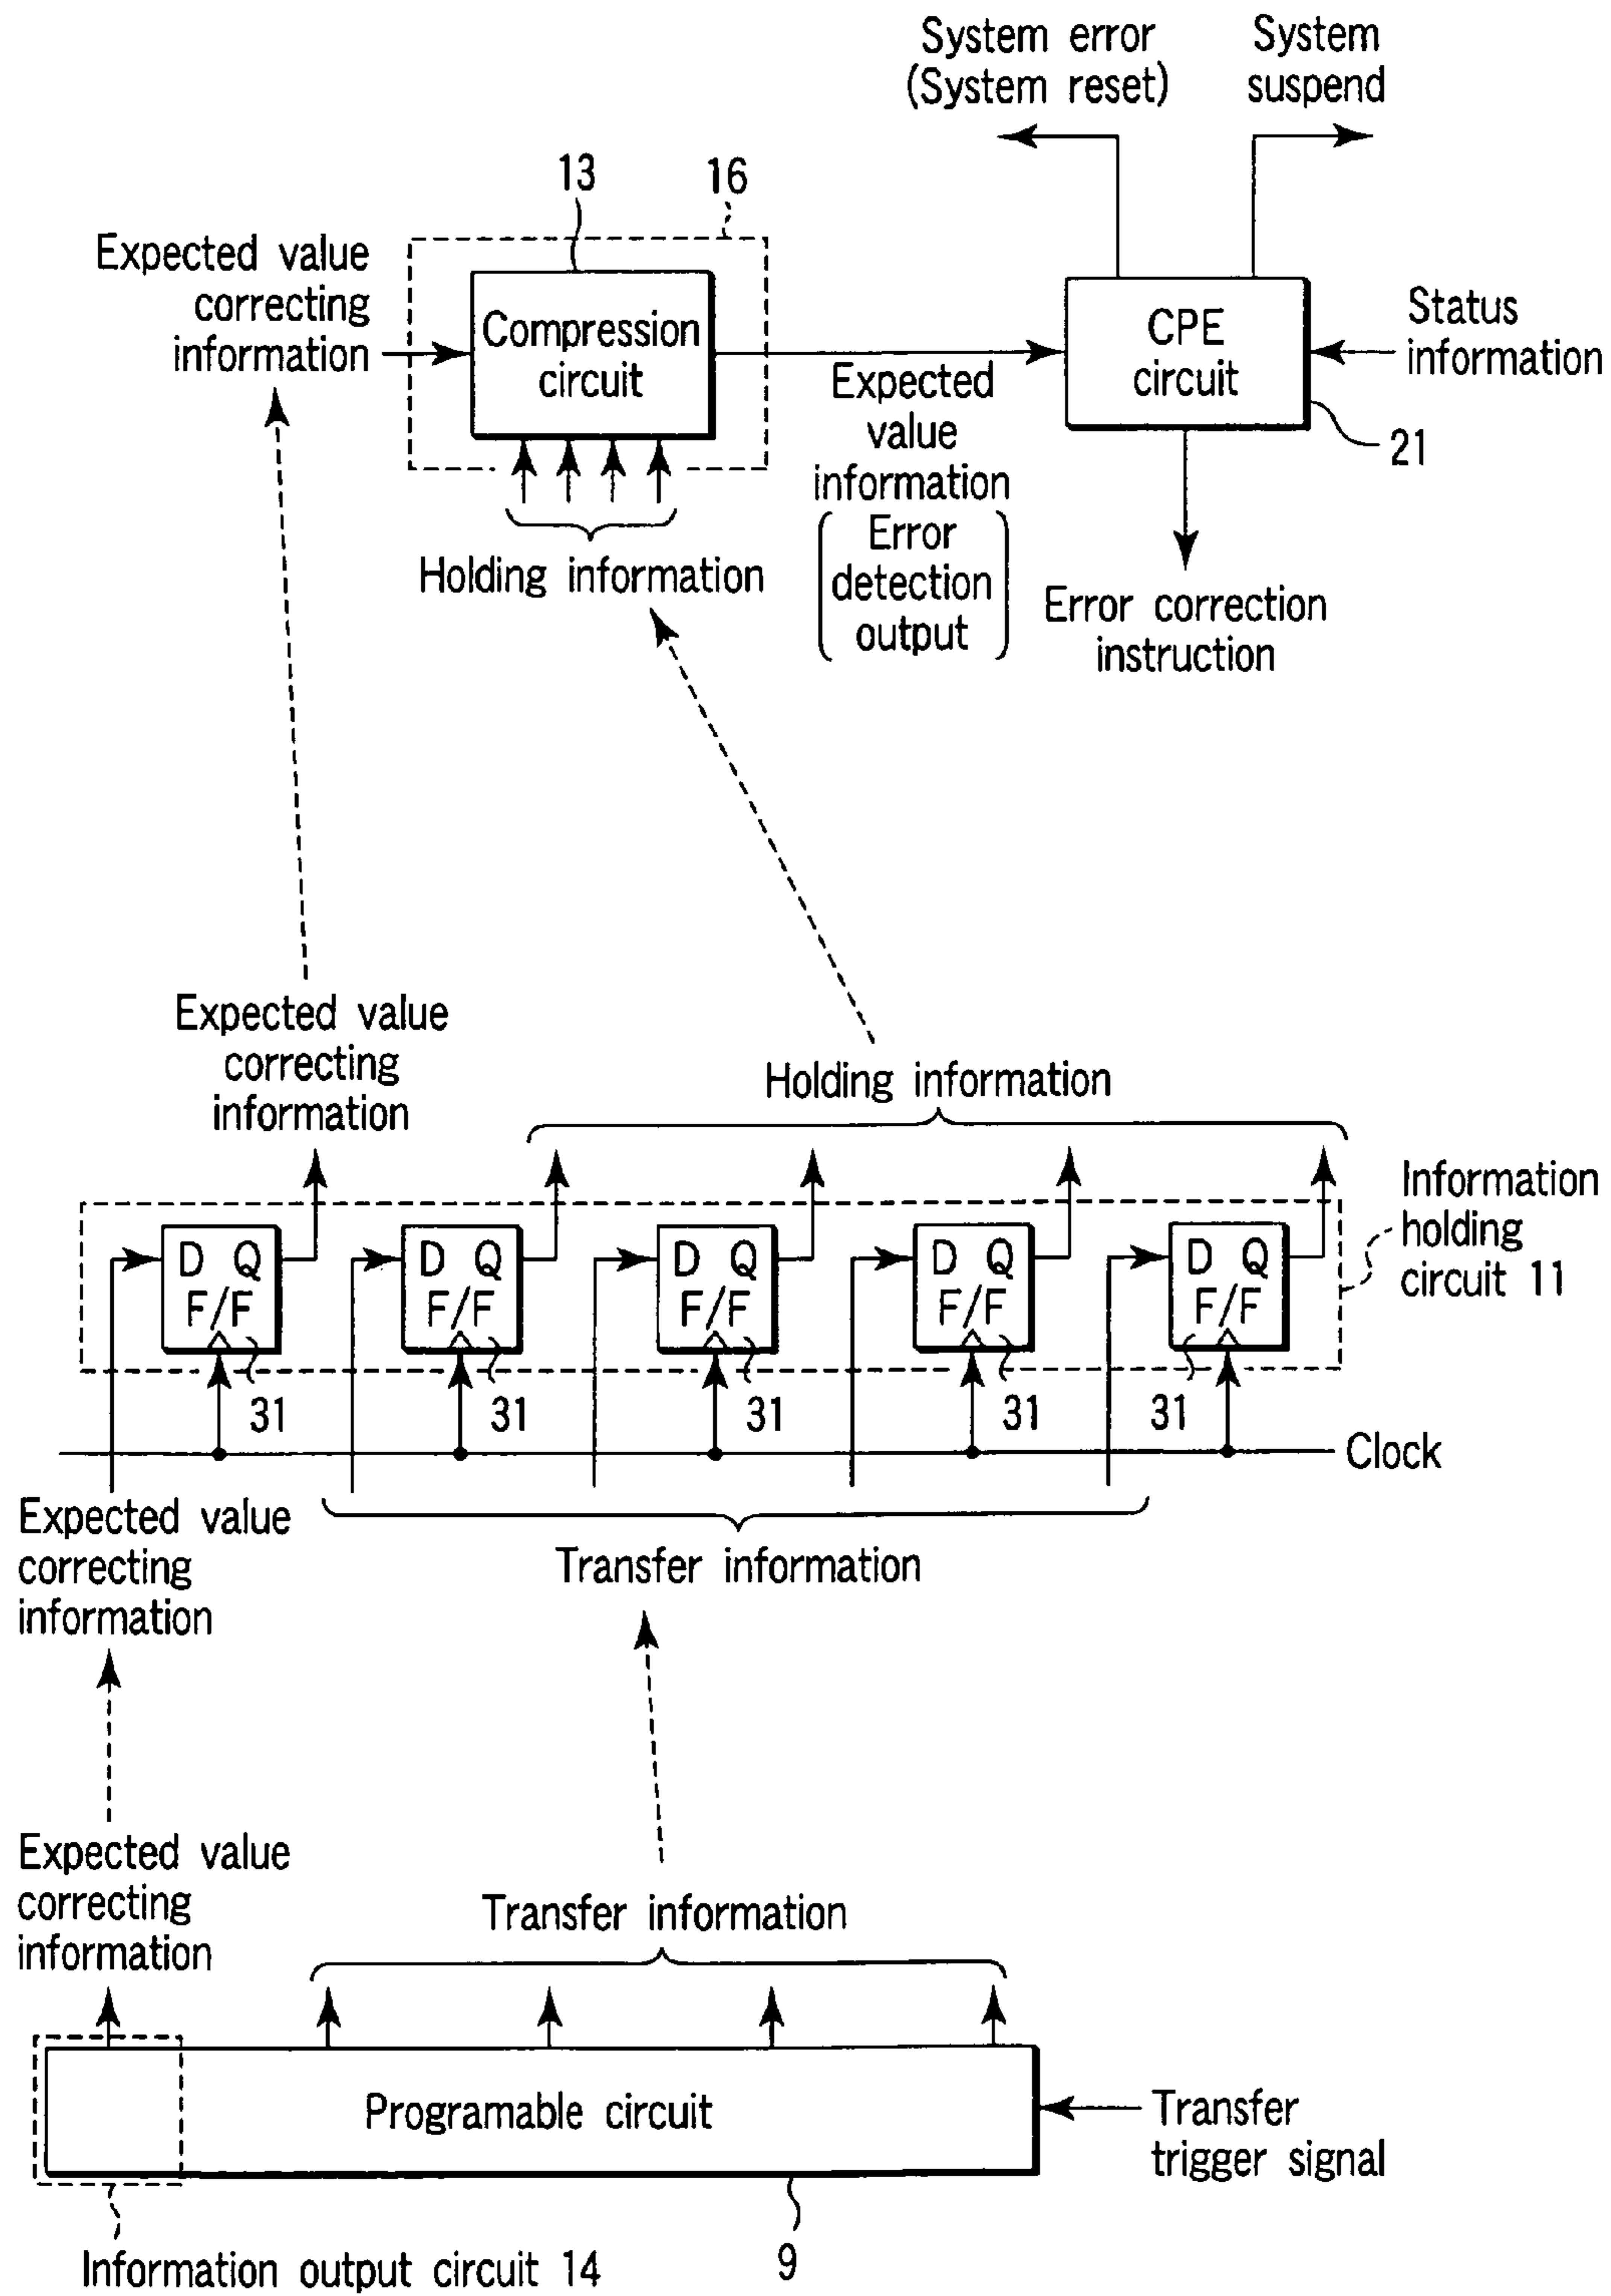 System error
(System reset)
System
suspend
13
16
Expected value
correcting
information
Compression
circuit
CPE
circuit
Status
information
21
Expected
value
information
Error
detection
output
Holding information
Error correction
instruction
Expected value
correcting
information
Holding information
Information
holding
circuit 11
D Q
F/F
D Q
F/F
D Q
F/F
D Q
F/F
D Q
F/F
31
31
31
31
31
Clock
Expected value
correcting
information
Transfer information
Expected value
correcting
information
Transfer information
Programable circuit
Transfer
trigger signal
Information output circuit 14
9